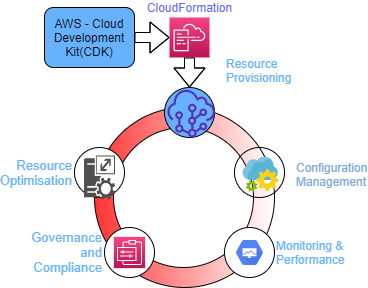 CloudFormation
AWS - Cloud
Development
Kit(CDK)
Resource
Provisioning
Resource
Optimisation
Configuration
Management
Governance
and
Compliance
Monitoring &
Performance